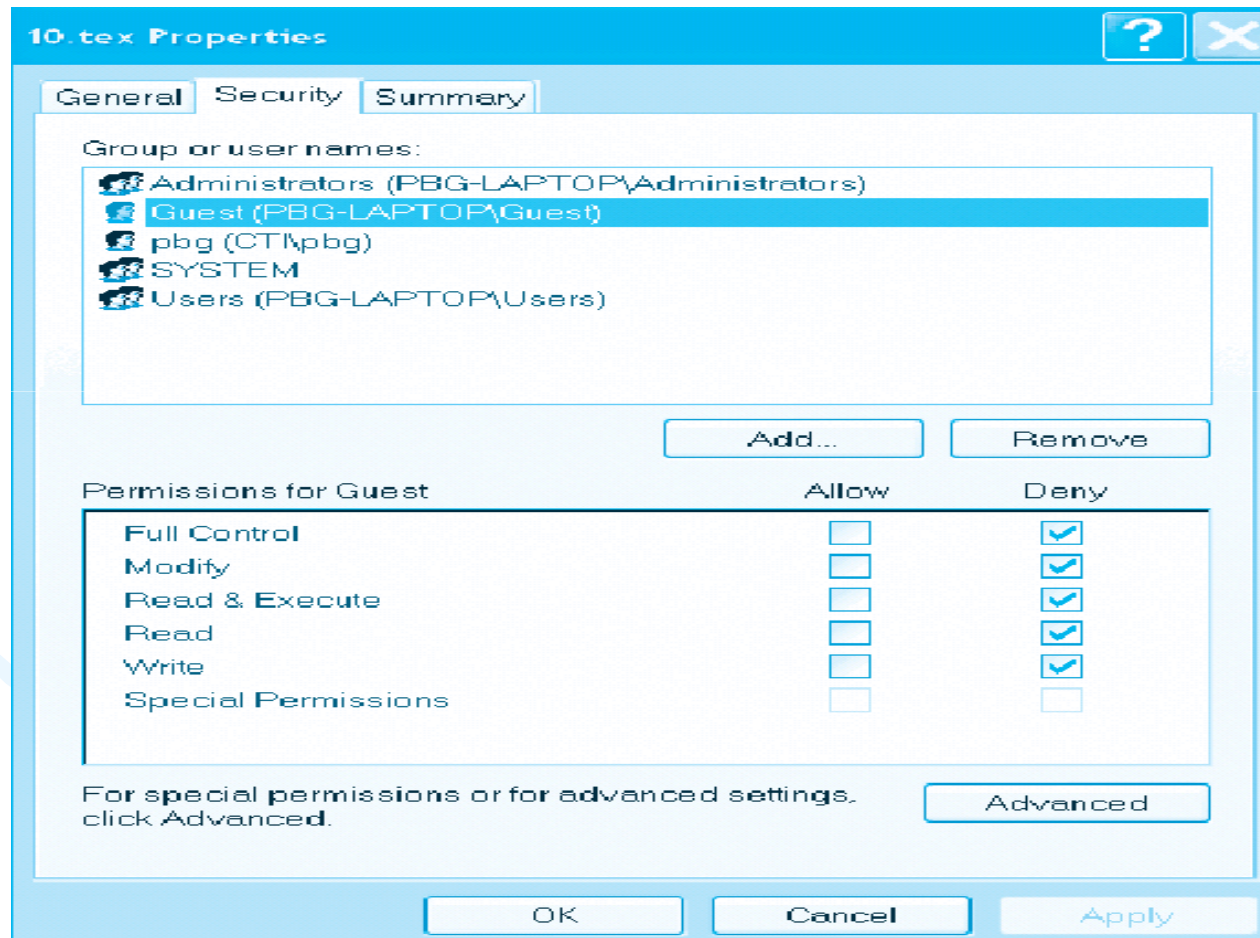 10.tex Properties
?
General Security Summary
Group or user names:
Administrators (PBG-LAPTOP\Administrators)
Guest (PBG-LAPTOP\Guest)
pbg (CTI\pbg)
SYSTEM
Users (PBG-LAPTOP\Users)
Add... Remove
Permissions for Guest Allow Deny
Full Control
Modify
Read & Execute
Read
Write
Special Permissions
For special permissions or for advanced settings,
click Advanced.
Advanced
OK Cancel Apply